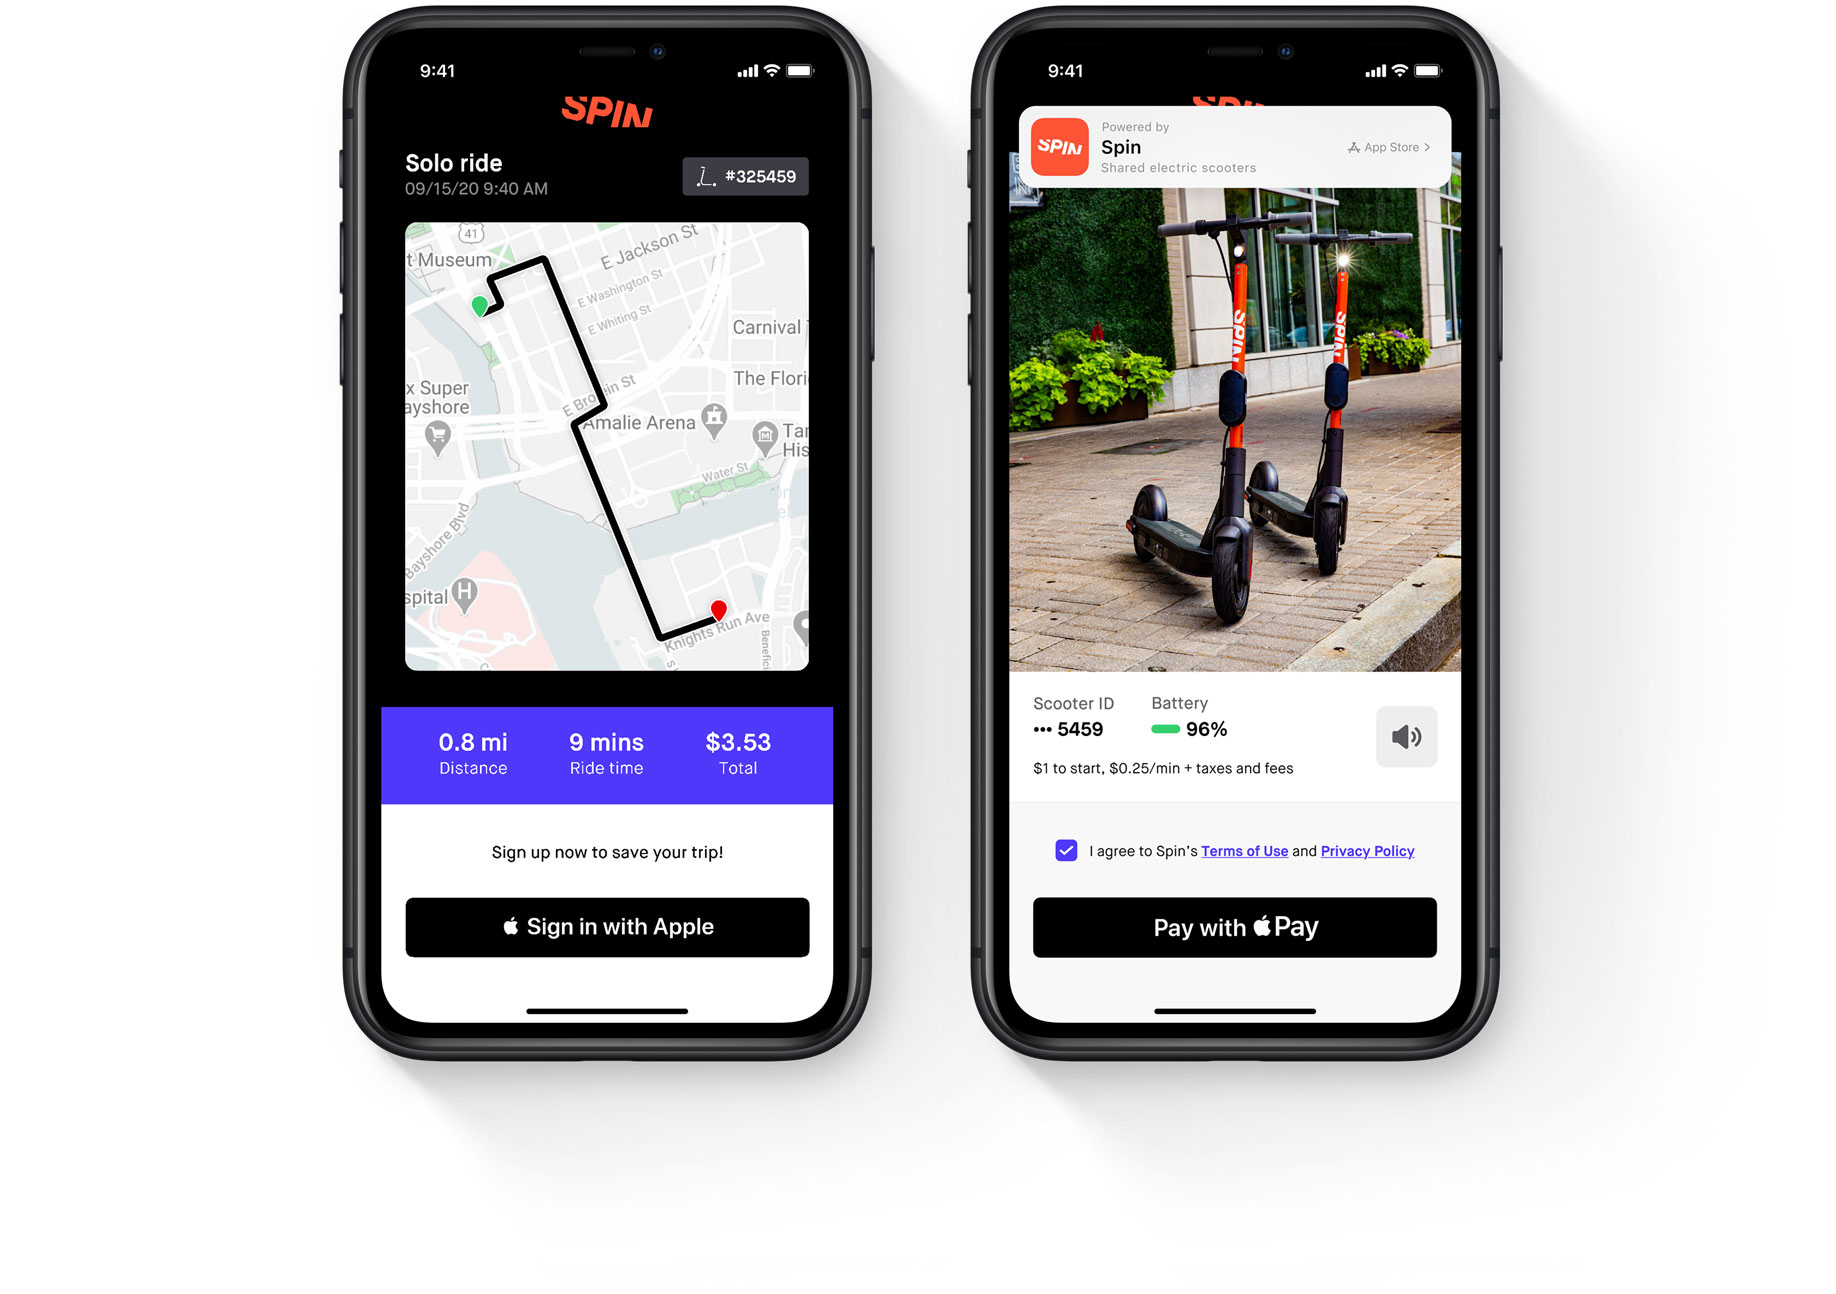 9:41
SPIN
Solo ride
09/15/20 9:40 AM
#325459
41
t Museum
E Jackson St
E Washington St
E Whiting St
Carnival
The Flori
x Super
ayshore
Amalie Arena
Tar
His
Water St
Bayshore Blvd
spital
H
Knights Run Ave
Benefici
0.8 mi
9 mins
$3.53
Distance
Ride time
Total
Sign up now to save your trip!
Sign in with Apple
9:41
SPIN
Powered by
Spin
Shared electric scooters
App Store
SPIN
SPIN
Scooter ID
Battery
••• 5459
96%
$1 to start, $0.25/min + taxes and fees
I agree to Spin's Terms of Use and Privacy Policy
Pay with Pay